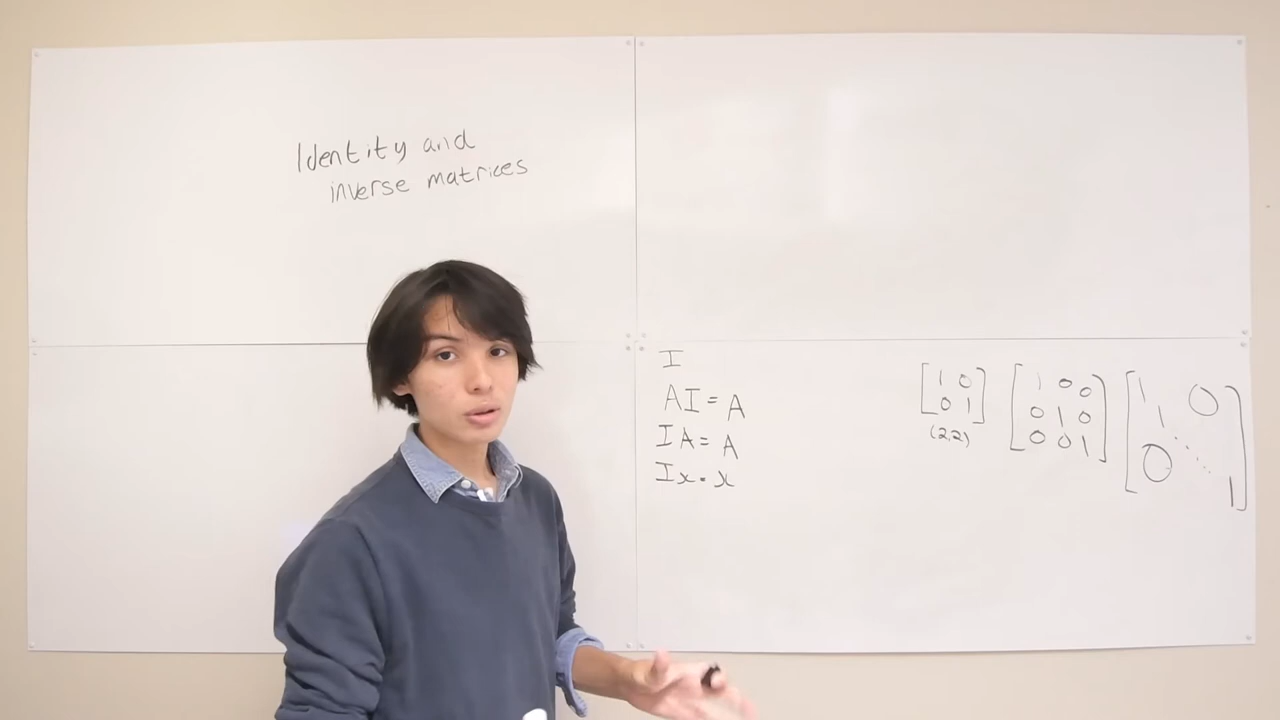 Identity and
inverse matrices
I
AI = A
IA = A
Ix = x
1 0
0 1
(2,2)
1 0 0
0 1 0
0 0 1
1 0
1
0 ⋱
1